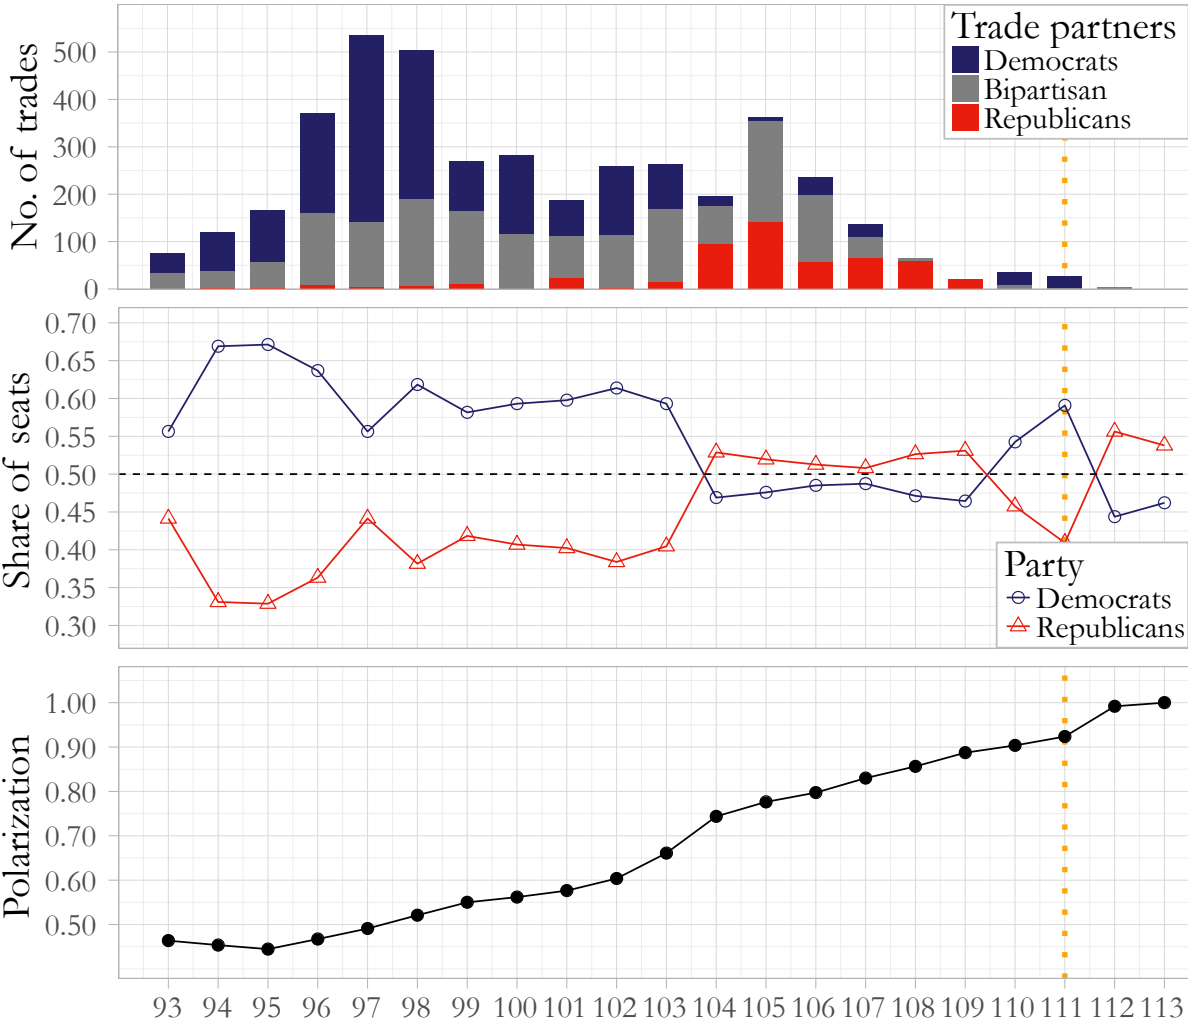 No. of trades
500
400
300
200
100
0
Trade partners
Democrats
Bipartisan
Republicans
Share of seats
0.70
0.65
0.60
0.55
0.50
0.45
0.40
0.35
0.30
Party
Democrats
Republicans
Polarization
1.00
0.90
0.80
0.70
0.60
0.50
93 94 95 96 97 98 99 100 101 102 103 104 105 106 107 108 109 110 111 112 113